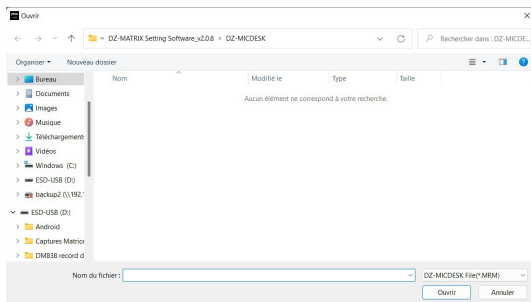 Ouvrir
« DZ-MATRIX Setting Software_v2.0.8 > DZ-MICDESK
Rechercher dans : DZ-MICDE...
Organiser
Nouveau dossier
Nom
Modifié le
Type
Taille
Aucun élément ne correspond à votre recherche.
Bureau
Documents
Images
Musique
Téléchargements
Vidéos
Windows (C:)
ESD-USB (D:)
backup2 (\\192.
ESD-USB (D:)
Android
Captures Matrice
DM838 record d
Nom du fichier :
DZ-MICDESK File(*.MRM)
Ouvrir
Annuler